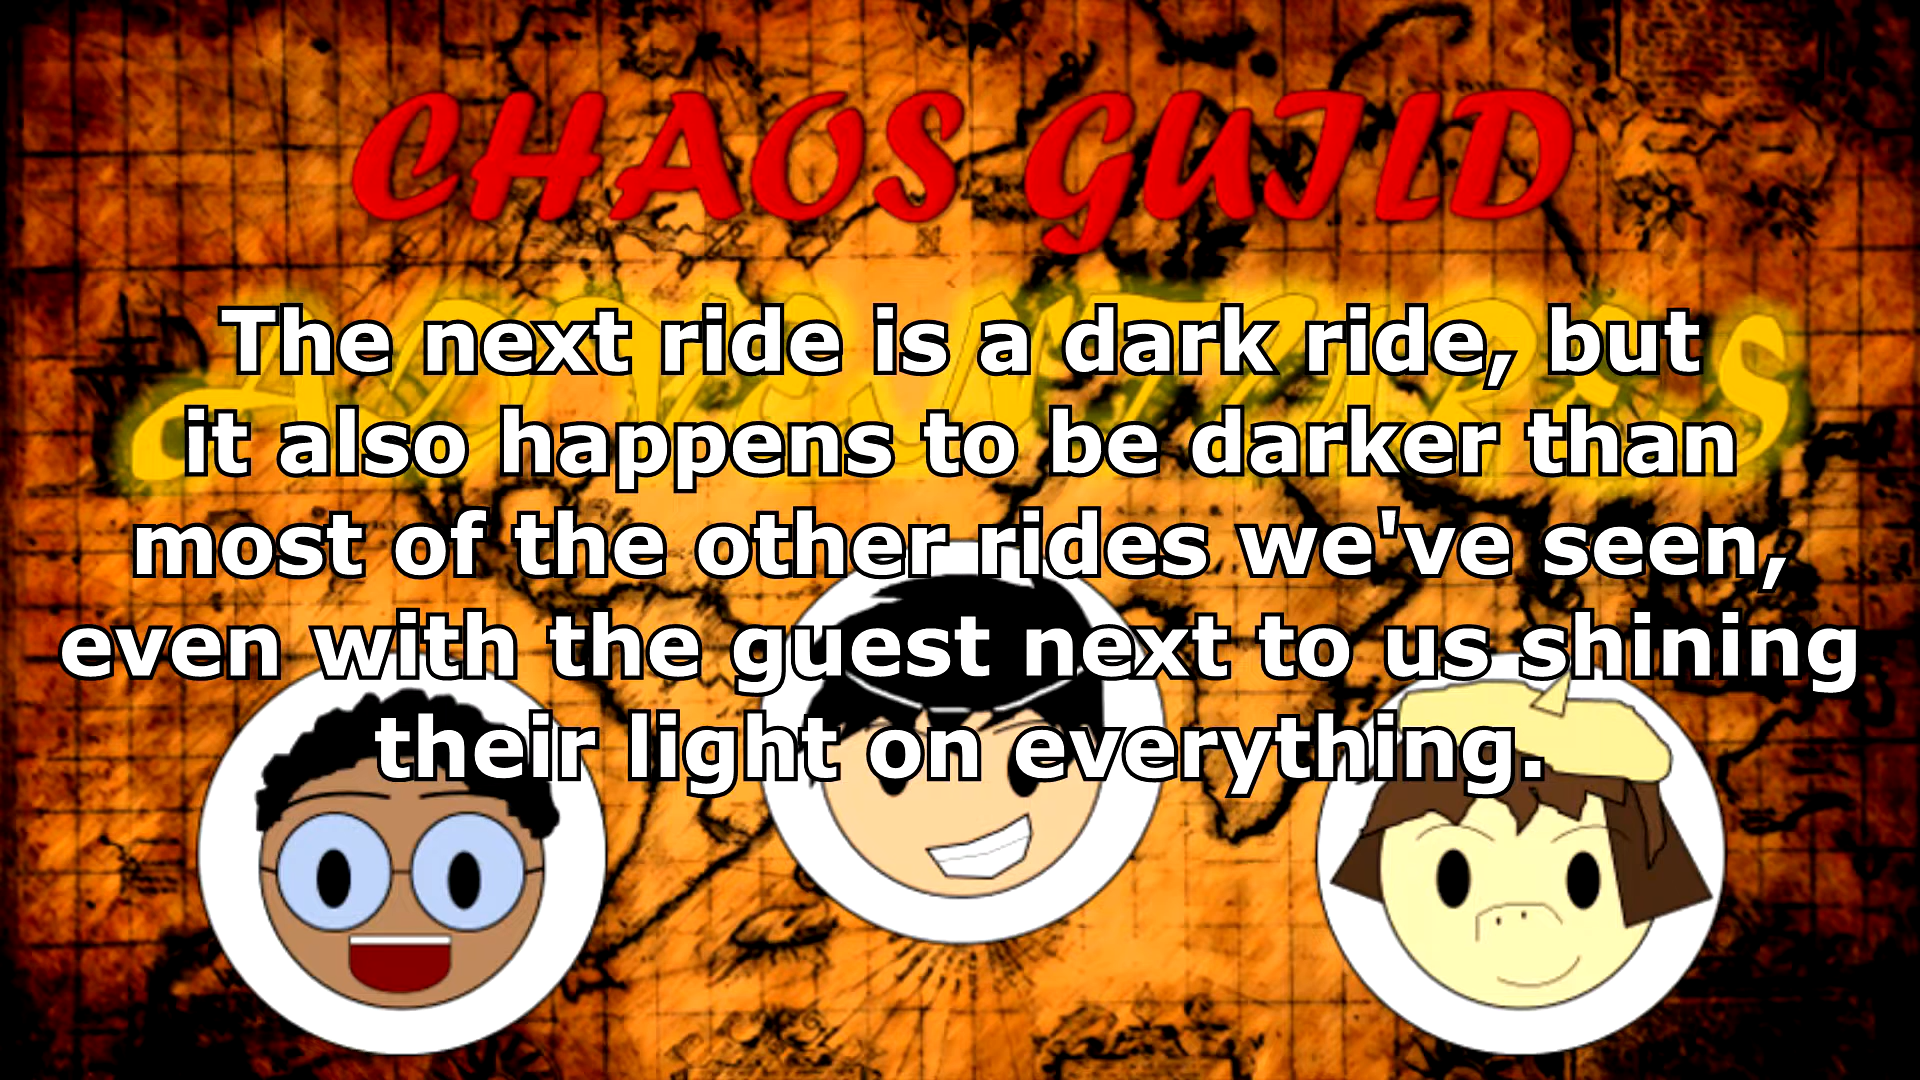 CHAOS GUILD
ADVENTURES
The next ride is a dark ride, but
it also happens to be darker than
most of the other rides we've seen,
even with the guest next to us shining
their light on everything.